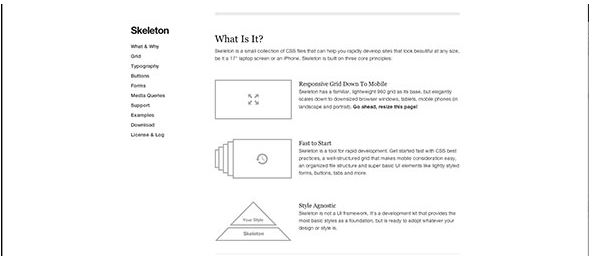 Skeleton
What & Why
Grid
Typography
Buttons
Forms
Media Queries
Support
Examples
Download
License & Log
What Is It?
Skeleton is a small collection of CSS files that can help you rapidly develop sites that look beautiful at any size,
be it a 17" laptop screen or an iPhone. Skeleton is built on three core principles:
Responsive Grid Down To Mobile
Skeleton has a familiar, lightweight 960 grid as its base, but elegantly
scales down to downsized browser windows, tablets, mobile phones (in
landscape and portrait). Go ahead, resize this page!
Fast to Start
Skeleton is a tool for rapid development. Get started fast with CSS best
practices, a well-structured grid that makes mobile consideration easy,
an organized file structure and super basic UI elements like lightly styled
forms, buttons, tabs and more.
Style Agnostic
Skeleton is not a UI framework. It's a development kit that provides the
most basic styles as a foundation, but is ready to adopt whatever your
design or style is.
Your Style
Skeleton